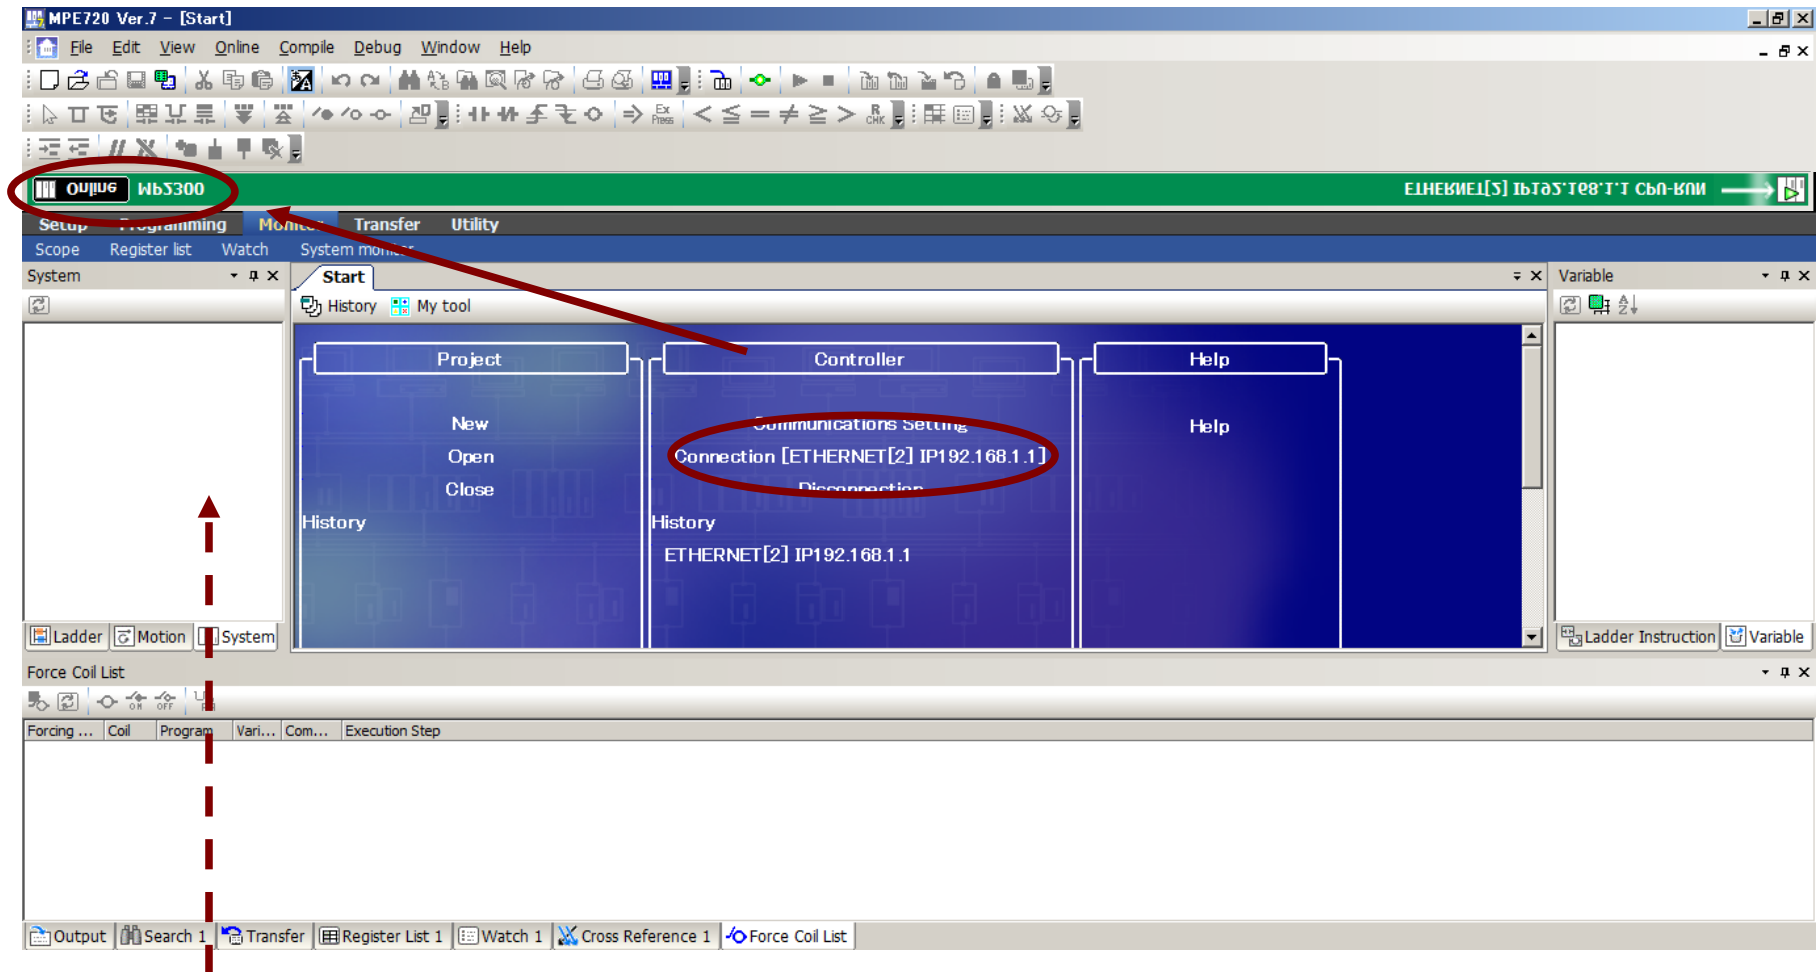 MPE720 Ver.7 - [Start]
File Edit View Online Compile Debug Window Help
Ex Press
R CHK
Online MP2300
ETHERNET[2] IP192.168.1.1 CPU-RUN
Setup Programming Monitor Transfer Utility
Scope Register list Watch System monitor
System
Start
Variable
History My tool
Project
Controller
Help
New
Open
Close
History
Communications Setting
Connection [ETHERNET[2] IP192.168.1.1]
Disconnection
History
ETHERNET[2] IP192.168.1.1
Help
Ladder Motion System
Ladder Instruction Variable
Force Coil List
ON OFF
Forcing ... Coil Program Vari... Com... Execution Step
Output Search 1 Transfer Register List 1 Watch 1 Cross Reference 1 Force Coil List